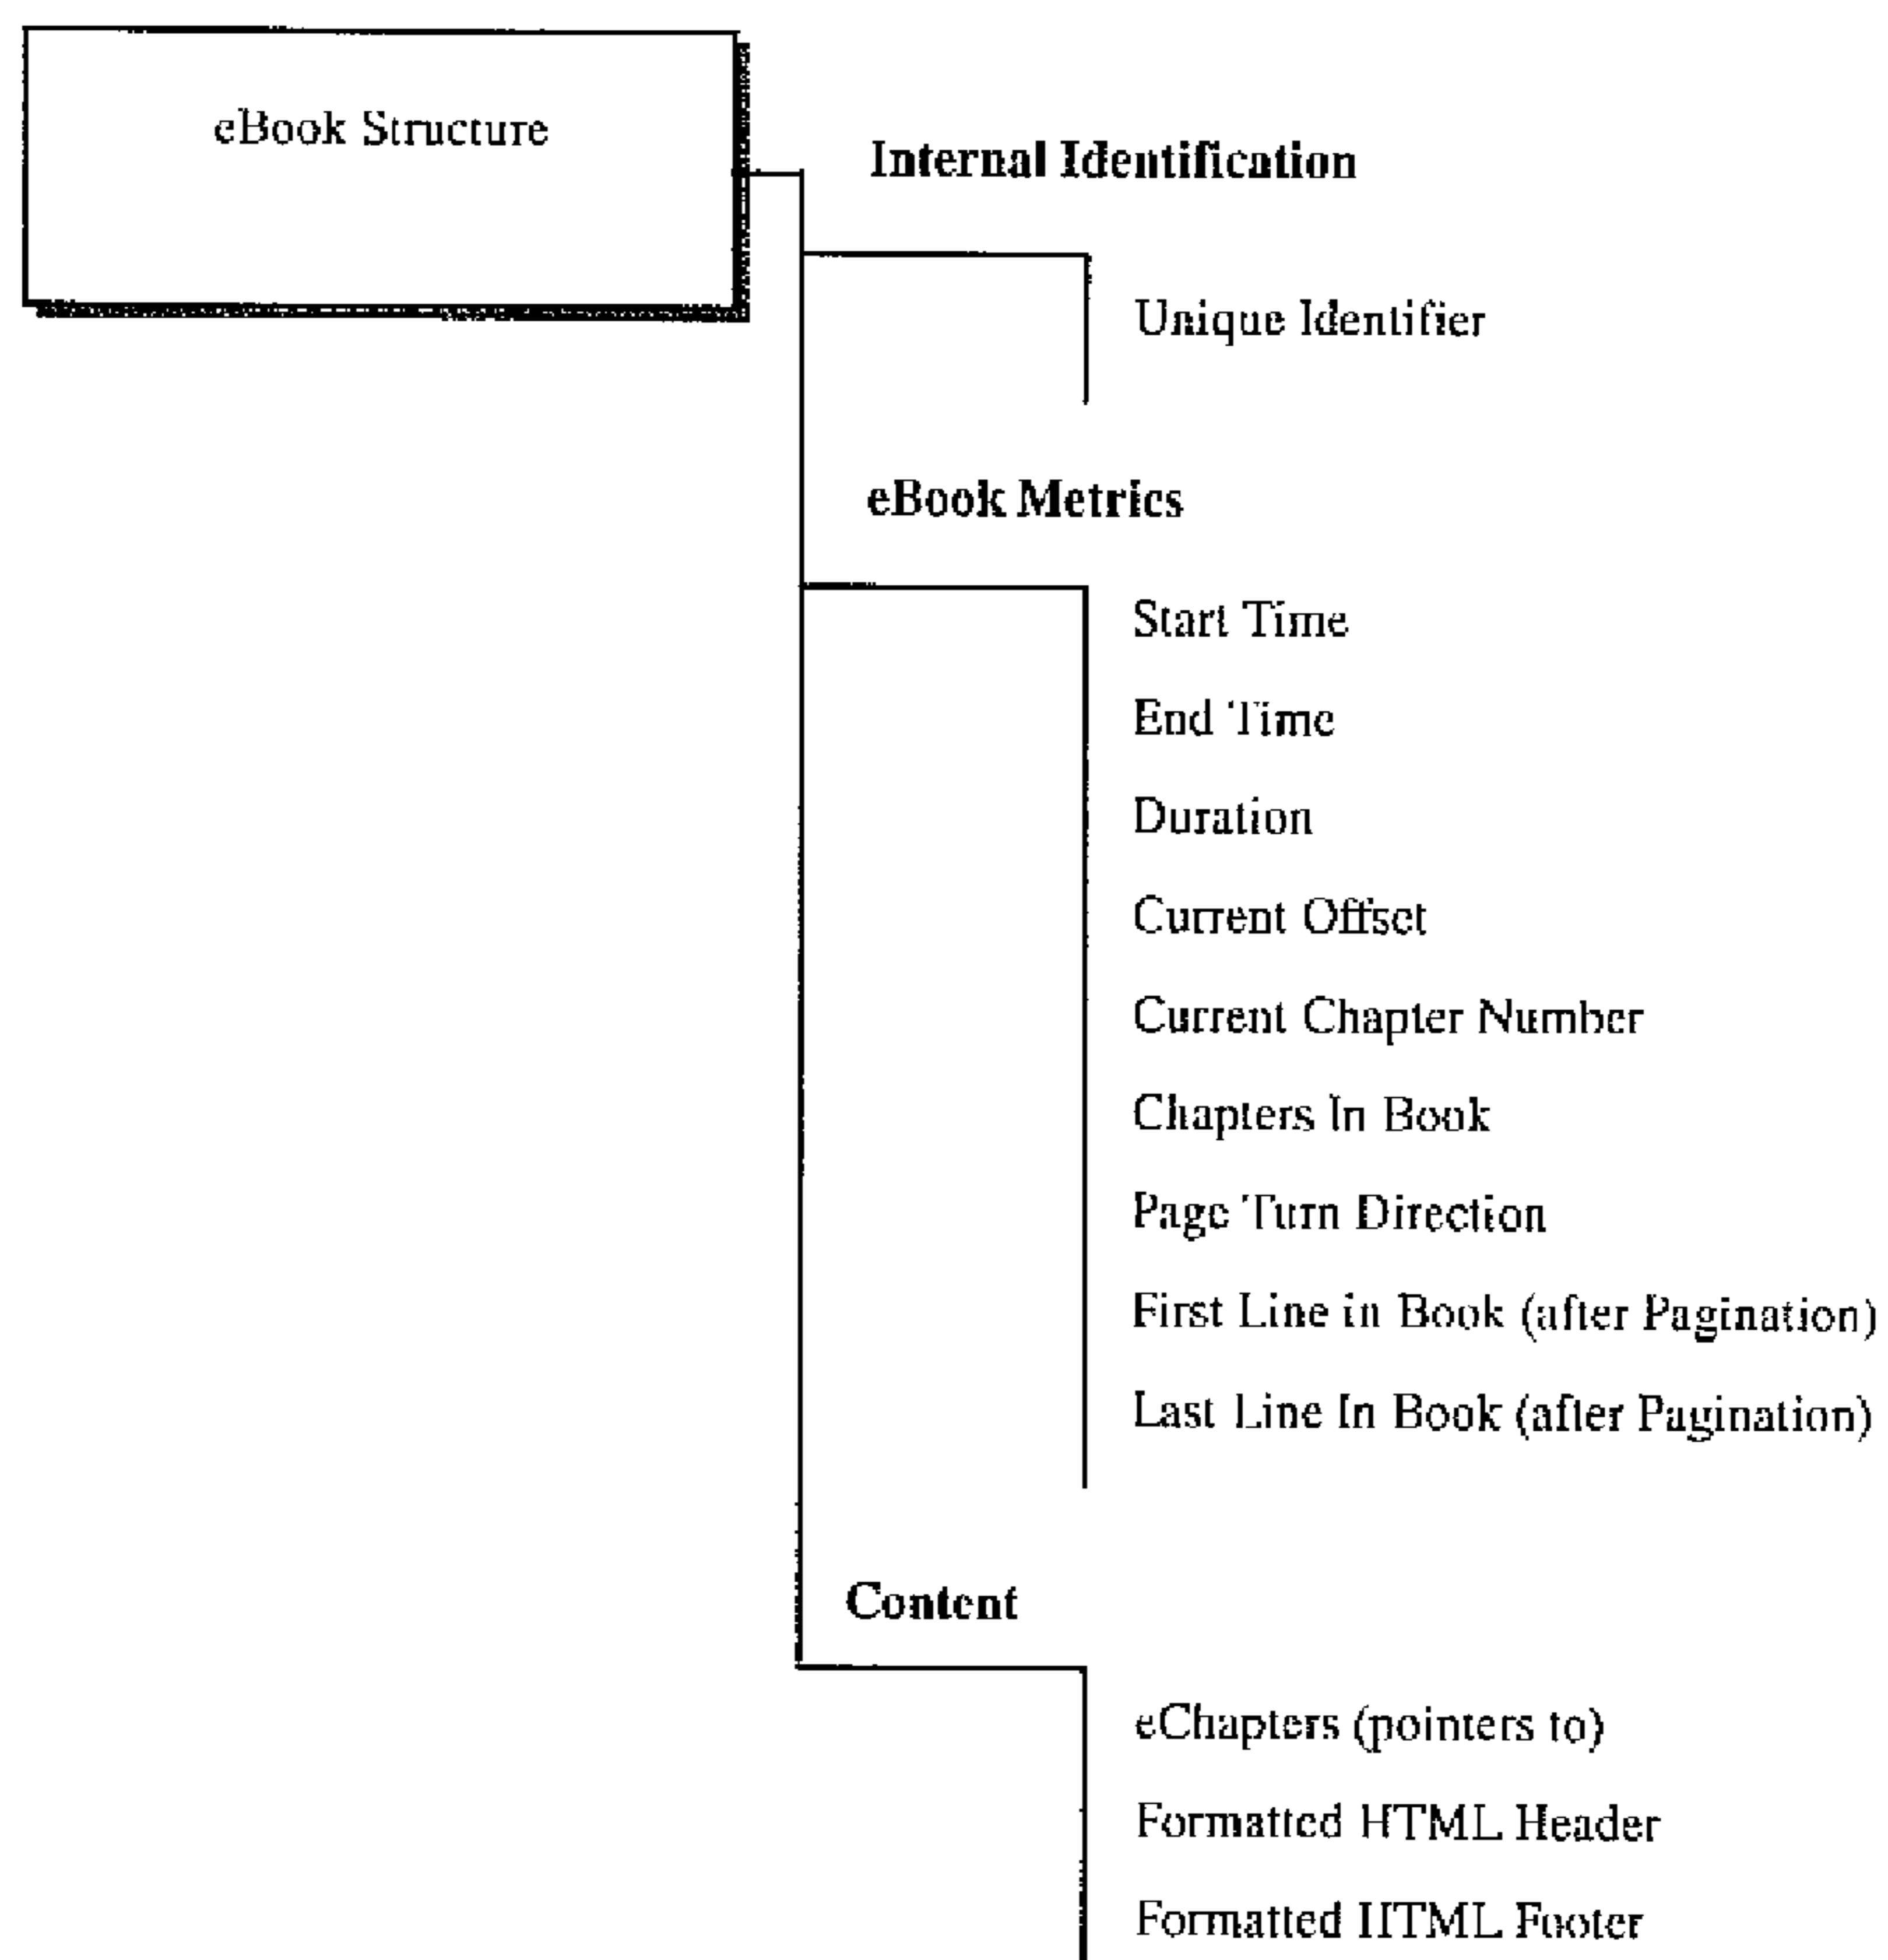 eBook Structure
Internal Identification
Unique Identifier
eBook Metrics
Start Time
End Time
Duration
Current Offset
Current Chapter Number
Chapters In Book
Page Turn Direction
First Line in Book (after Pagination)
Last Line In Book (after Pagination)
Content
eChapters (pointers to)
Formatted HTML Header
Formatted HTML Footer